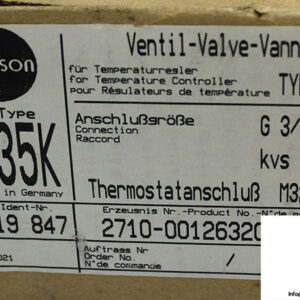 son
Ventil-Valve-Vann
für Temperaturregler
for Temperature Controller
pour Régulateurs de température
TYP
Type
35K
in Germany
Anschlußgröße
Connection
Raccord
G 3/
kvs
Thermostatanschluß M3
Ident-Nr.
19 847
Erzeugnis Nr.-Product No.-N° de
2710-00126320
021
Auftrags Nr
Order No.
N°de commande
/